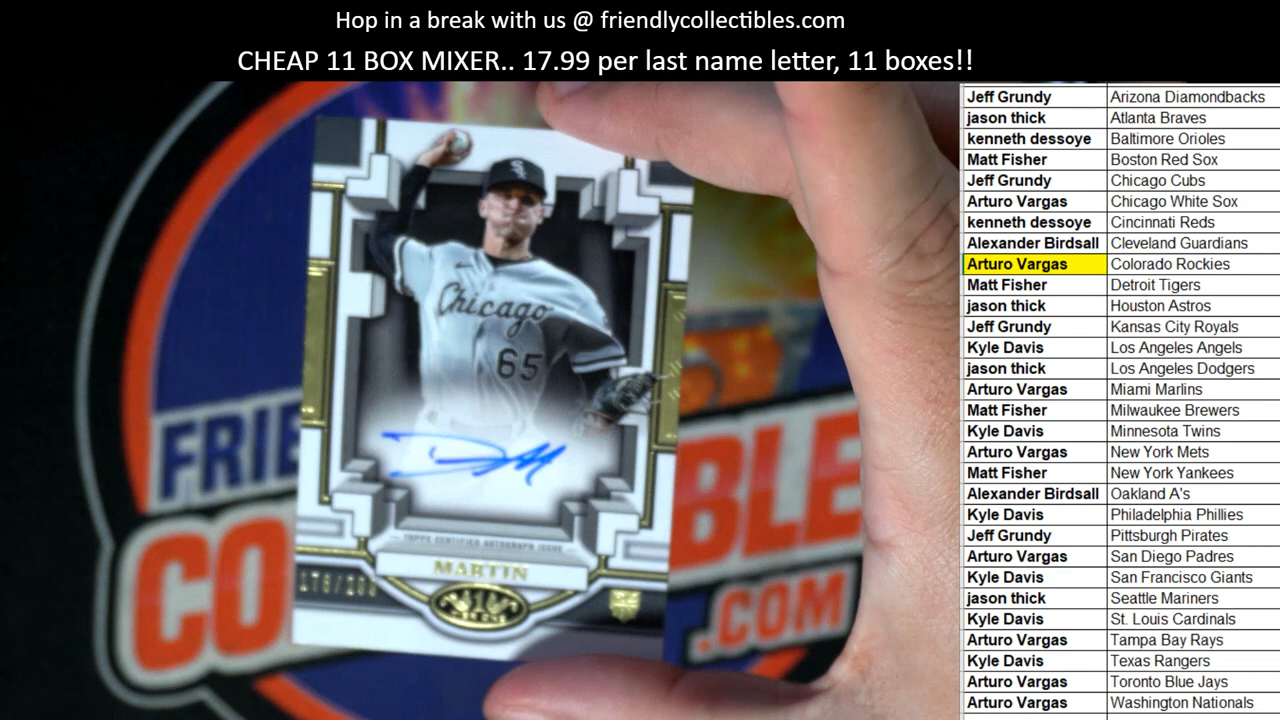 Hop in a break with us @ friendlycollectibles.com
CHEAP 11 BOX MIXER.. 17.99 per last name letter, 11 boxes!!
Jeff Grundy Arizona Diamondbacks
jason thick Atlanta Braves
kenneth dessoye Baltimore Orioles
Matt Fisher Boston Red Sox
Jeff Grundy Chicago Cubs
Arturo Vargas Chicago White Sox
kenneth dessoye Cincinnati Reds
Alexander Birdsall Cleveland Guardians
Arturo Vargas Colorado Rockies
Matt Fisher Detroit Tigers
jason thick Houston Astros
Jeff Grundy Kansas City Royals
Kyle Davis Los Angeles Angels
jason thick Los Angeles Dodgers
Arturo Vargas Miami Marlins
Matt Fisher Milwaukee Brewers
Kyle Davis Minnesota Twins
Arturo Vargas New York Mets
Matt Fisher New York Yankees
Alexander Birdsall Oakland A's
Kyle Davis Philadelphia Phillies
Jeff Grundy Pittsburgh Pirates
Arturo Vargas San Diego Padres
Kyle Davis San Francisco Giants
jason thick Seattle Mariners
Kyle Davis St. Louis Cardinals
Arturo Vargas Tampa Bay Rays
Kyle Davis Texas Rangers
Arturo Vargas Toronto Blue Jays
Arturo Vargas Washington Nationals
Chicago
65
TOPPS CERTIFIED AUTOGRAPH ISSUE
MARTIN
FRIE
CO
BLE
.COM